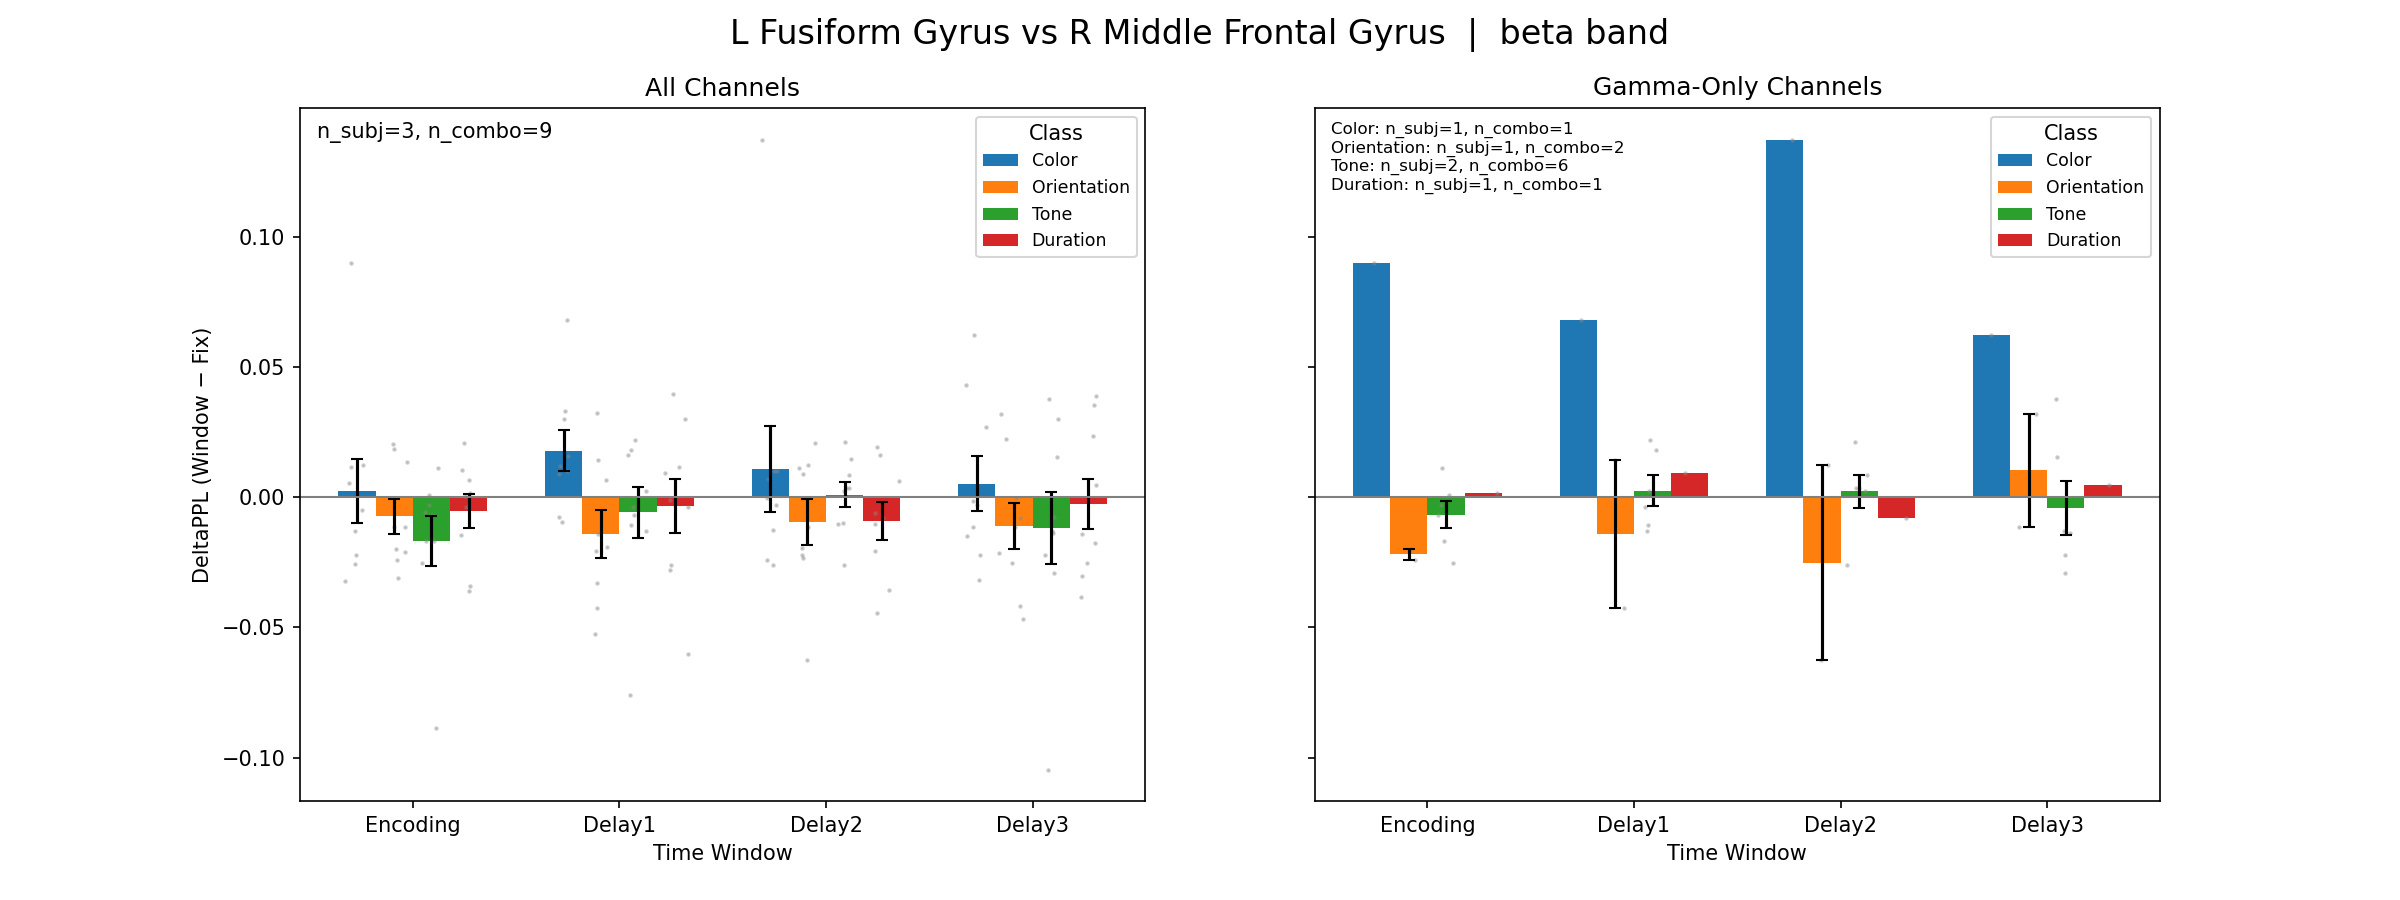 L Fusiform Gyrus vs R Middle Frontal Gyrus | beta band
All Channels
n_subj=3, n_combo=9
Class
Color
Orientation
Tone
Duration
DeltaPPL (Window − Fix)
0.10
0.05
0.00
−0.05
−0.10
Encoding
Delay1
Delay2
Delay3
Time Window
Gamma-Only Channels
Color: n_subj=1, n_combo=1
Orientation: n_subj=1, n_combo=2
Tone: n_subj=2, n_combo=6
Duration: n_subj=1, n_combo=1
Class
Color
Orientation
Tone
Duration
Encoding
Delay1
Delay2
Delay3
Time Window